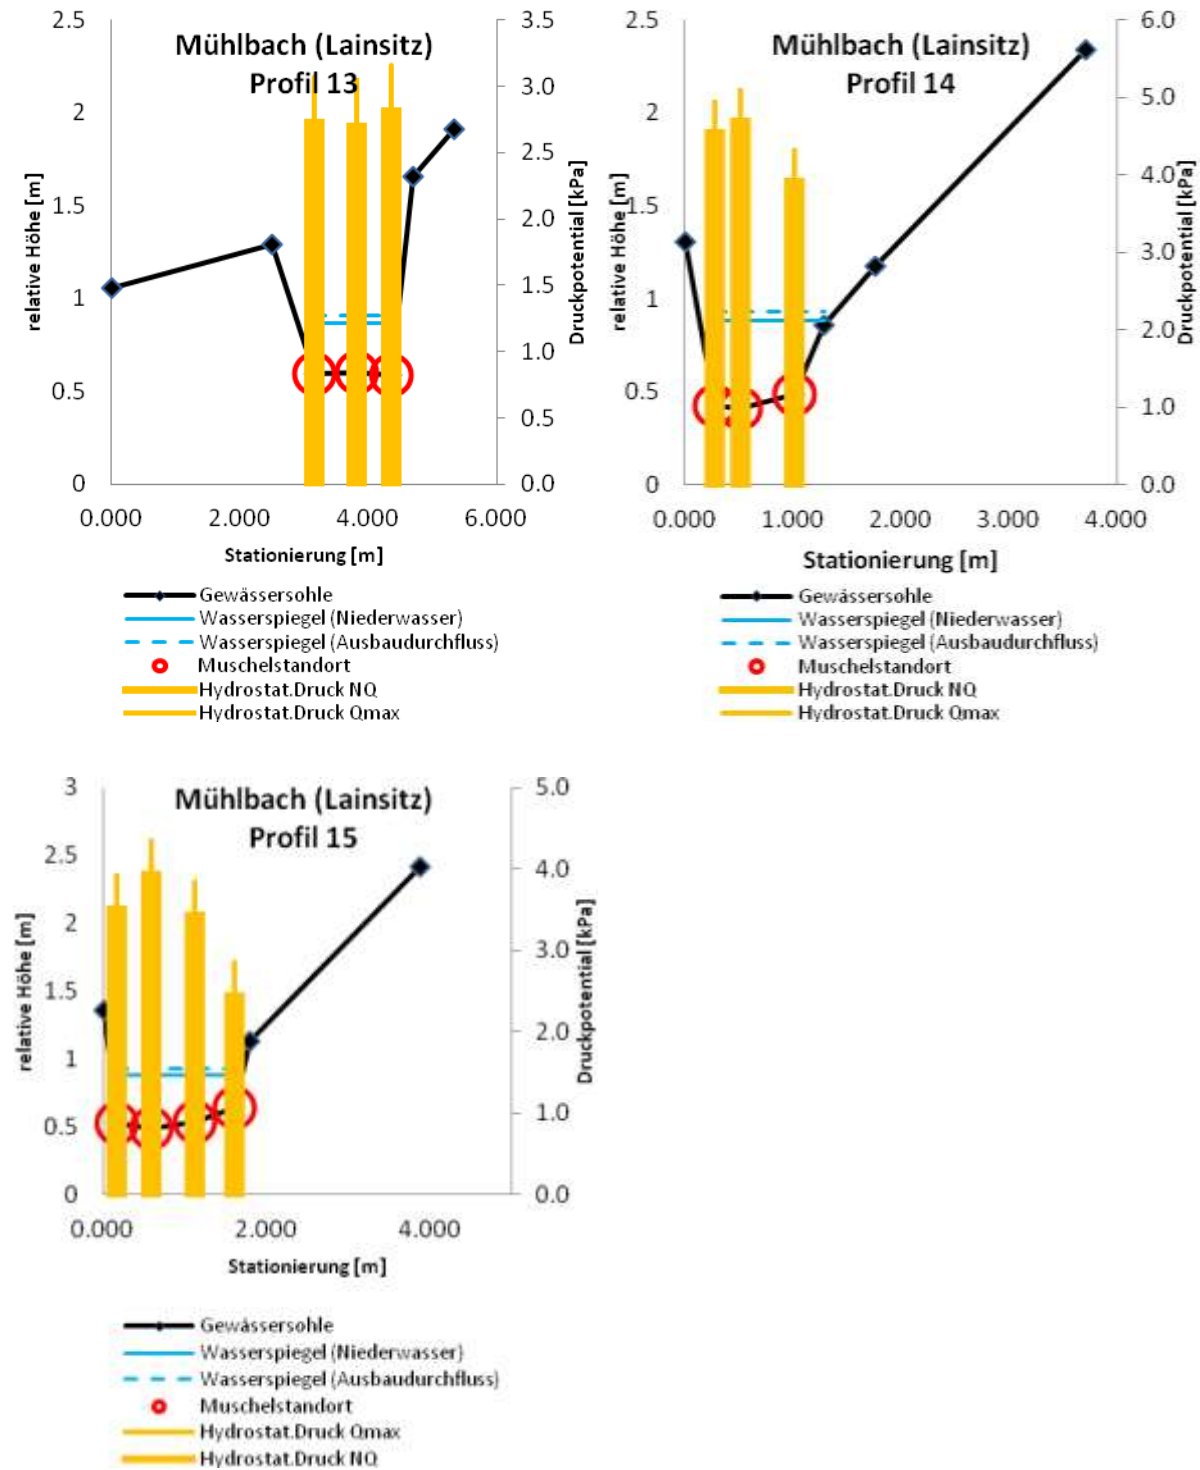 Mühlbach (Lainsitz)
Profil 13
relative Höhe [m]
2.5
2
1.5
1
0.5
0
Druckpotential [kPa]
3.5
3.0
2.5
2.0
1.5
1.0
0.5
0.0
0.000 2.000 4.000 6.000
Stationierung [m]
Gewässersohle
Wasserspiegel (Niederwasser)
Wasserspiegel (Ausbaudurchfluss)
Muschelstandort
Hydrostat.Druck NQ
Hydrostat.Druck Qmax
Mühlbach (Lainsitz)
Profil 14
relative Höhe [m]
2.5
2
1.5
1
0.5
0
Druckpotential [kPa]
6.0
5.0
4.0
3.0
2.0
1.0
0.0
0.000 1.000 2.000 3.000 4.000
Stationierung [m]
Gewässersohle
Wasserspiegel (Niederwasser)
Wasserspiegel (Ausbaudurchfluss)
Muschelstandort
Hydrostat.Druck NQ
Hydrostat.Druck Qmax
Mühlbach (Lainsitz)
Profil 15
relative Höhe [m]
3
2.5
2
1.5
1
0.5
0
Druckpotential [kPa]
5.0
4.0
3.0
2.0
1.0
0.0
0.000 2.000 4.000
Stationierung [m]
Gewässersohle
Wasserspiegel (Niederwasser)
Wasserspiegel (Ausbaudurchfluss)
Muschelstandort
Hydrostat.Druck Qmax
Hydrostat.Druck NQ